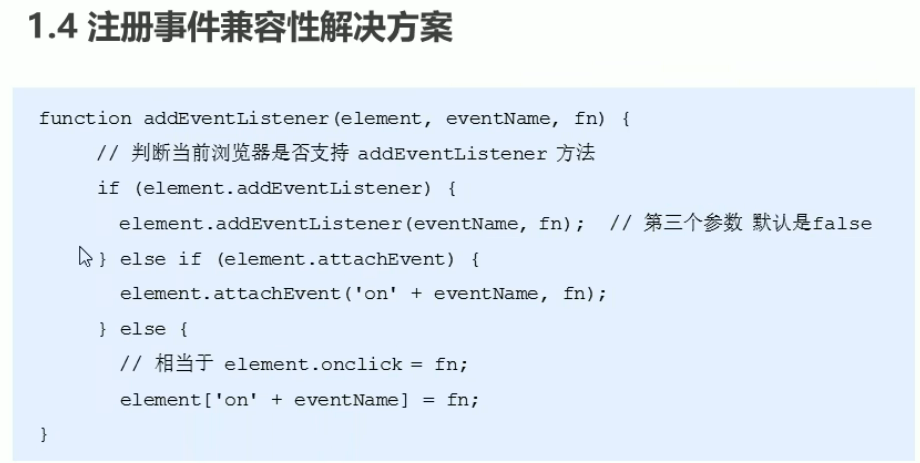 1.4 注册事件兼容性解决方案
function addEventListener(element, eventName, fn) {
// 判断当前浏览器是否支持 addEventListener 方法
if (element.addEventListener) {
element.addEventListener(eventName, fn); // 第三个参数 默认是false
} else if (element.attachEvent) {
element.attachEvent('on' + eventName, fn);
} else {
// 相当于 element.onclick = fn;
element['on' + eventName] = fn;
}